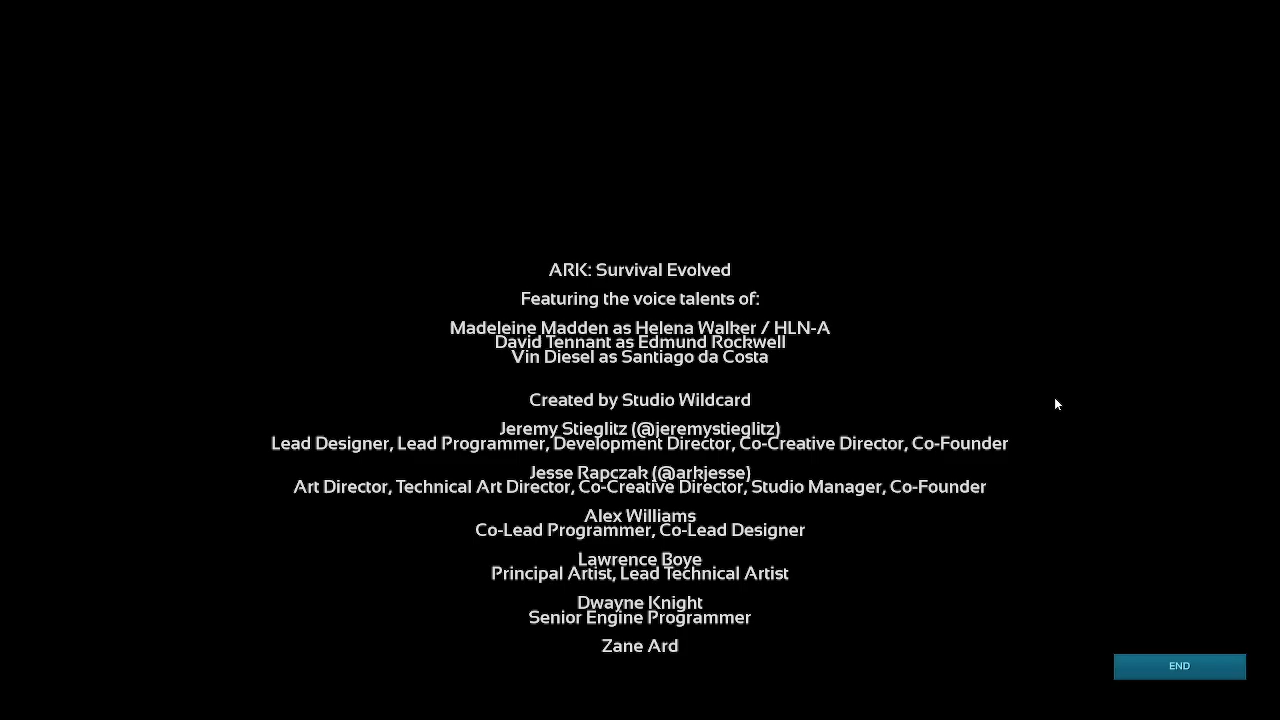 ARK: Survival Evolved
Featuring the voice talents of:
Madeleine Madden as Helena Walker / HLN-A
David Tennant as Edmund Rockwell
Vin Diesel as Santiago da Costa
Created by Studio Wildcard
Jeremy Stieglitz (@jeremystieglitz)
Lead Designer, Lead Programmer, Development Director, Co-Creative Director, Co-Founder
Jesse Rapczak (@arkjesse)
Art Director, Technical Art Director, Co-Creative Director, Studio Manager, Co-Founder
Alex Williams
Co-Lead Programmer, Co-Lead Designer
Lawrence Boye
Principal Artist, Lead Technical Artist
Dwayne Knight
Senior Engine Programmer
Zane Ard
END